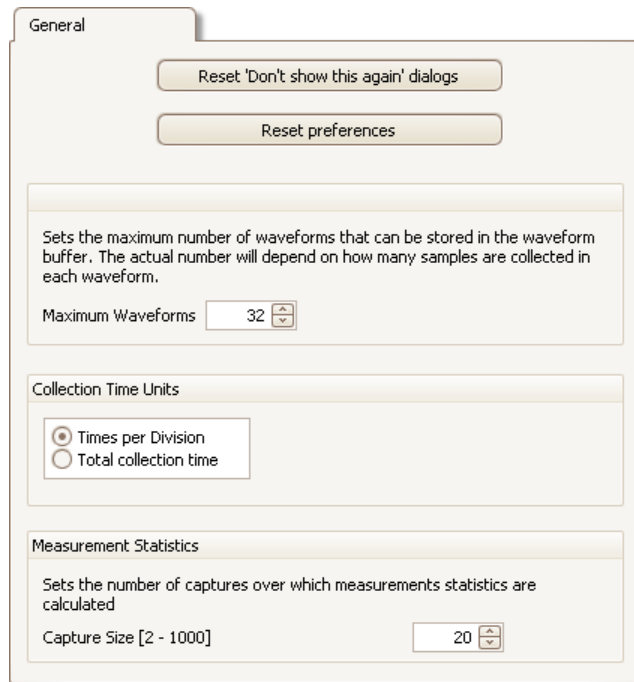 General
Reset 'Don't show this again' dialogs
Reset preferences
Sets the maximum number of waveforms that can be stored in the waveform
buffer. The actual number will depend on how many samples are collected in
each waveform.
Maximum Waveforms 32
Collection Time Units
Times per Division
Total collection time
Measurement Statistics
Sets the number of captures over which measurements statistics are
calculated
Capture Size [2 - 1000] 20